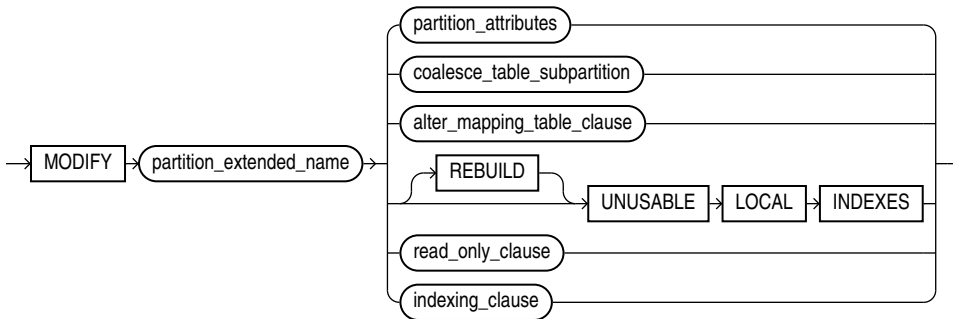 partition_attributes
coalesce_table_subpartition
alter_mapping_table_clause
MODIFY partition_extended_name
REBUILD
UNUSABLE LOCAL INDEXES
read_only_clause
indexing_clause